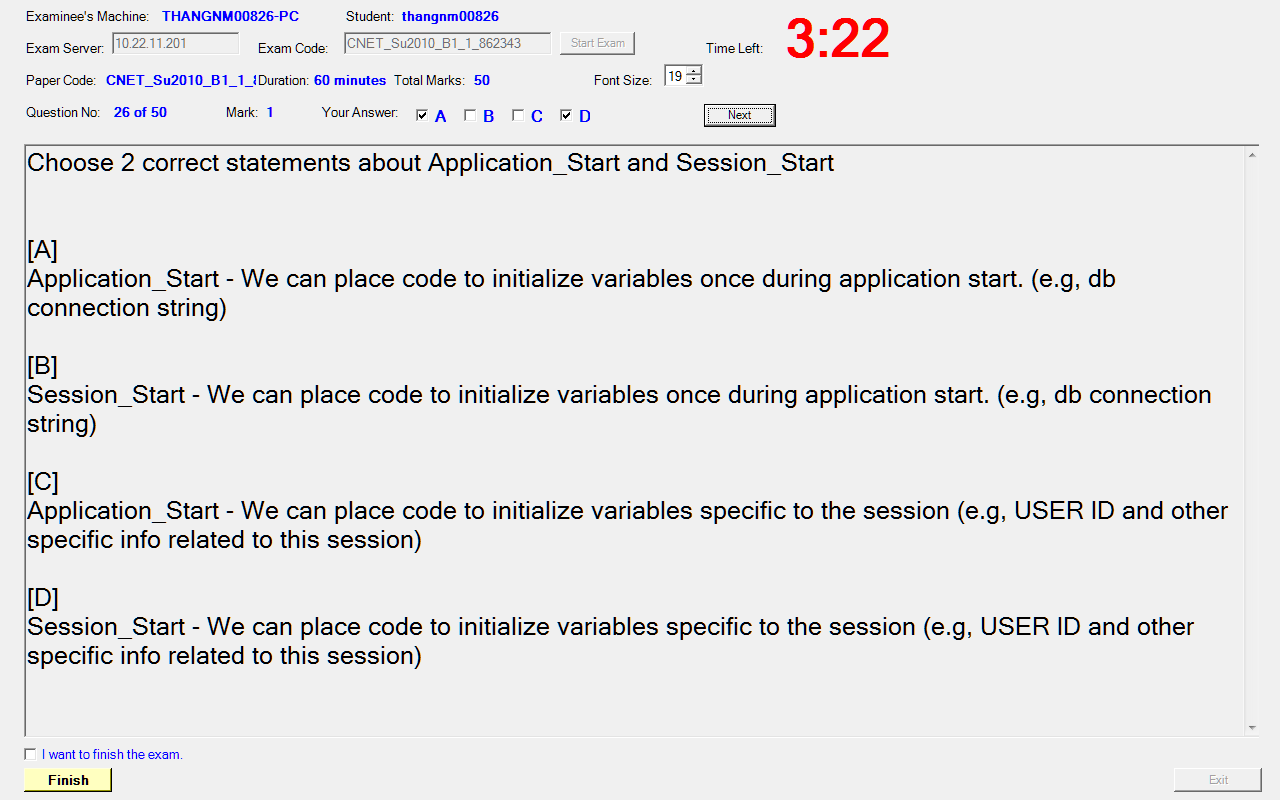 Examinee's Machine: THANGNM00826-PC Student: thangnm00826
Exam Server: 10.22.11.201 Exam Code: CNET_Su2010_B1_1_862343 Start Exam Time Left: 3:22
Paper Code: CNET_Su2010_B1_1_ Duration: 60 minutes Total Marks: 50 Font Size: 19
Question No: 26 of 50 Mark: 1 Your Answer: A B C D Next
Choose 2 correct statements about Application_Start and Session_Start
[A]
Application_Start - We can place code to initialize variables once during application start. (e.g, db
connection string)
[B]
Session_Start - We can place code to initialize variables once during application start. (e.g, db connection
string)
[C]
Application_Start - We can place code to initialize variables specific to the session (e.g, USER ID and other
specific info related to this session)
[D]
Session_Start - We can place code to initialize variables specific to the session (e.g, USER ID and other
specific info related to this session)
I want to finish the exam.
Finish Exit